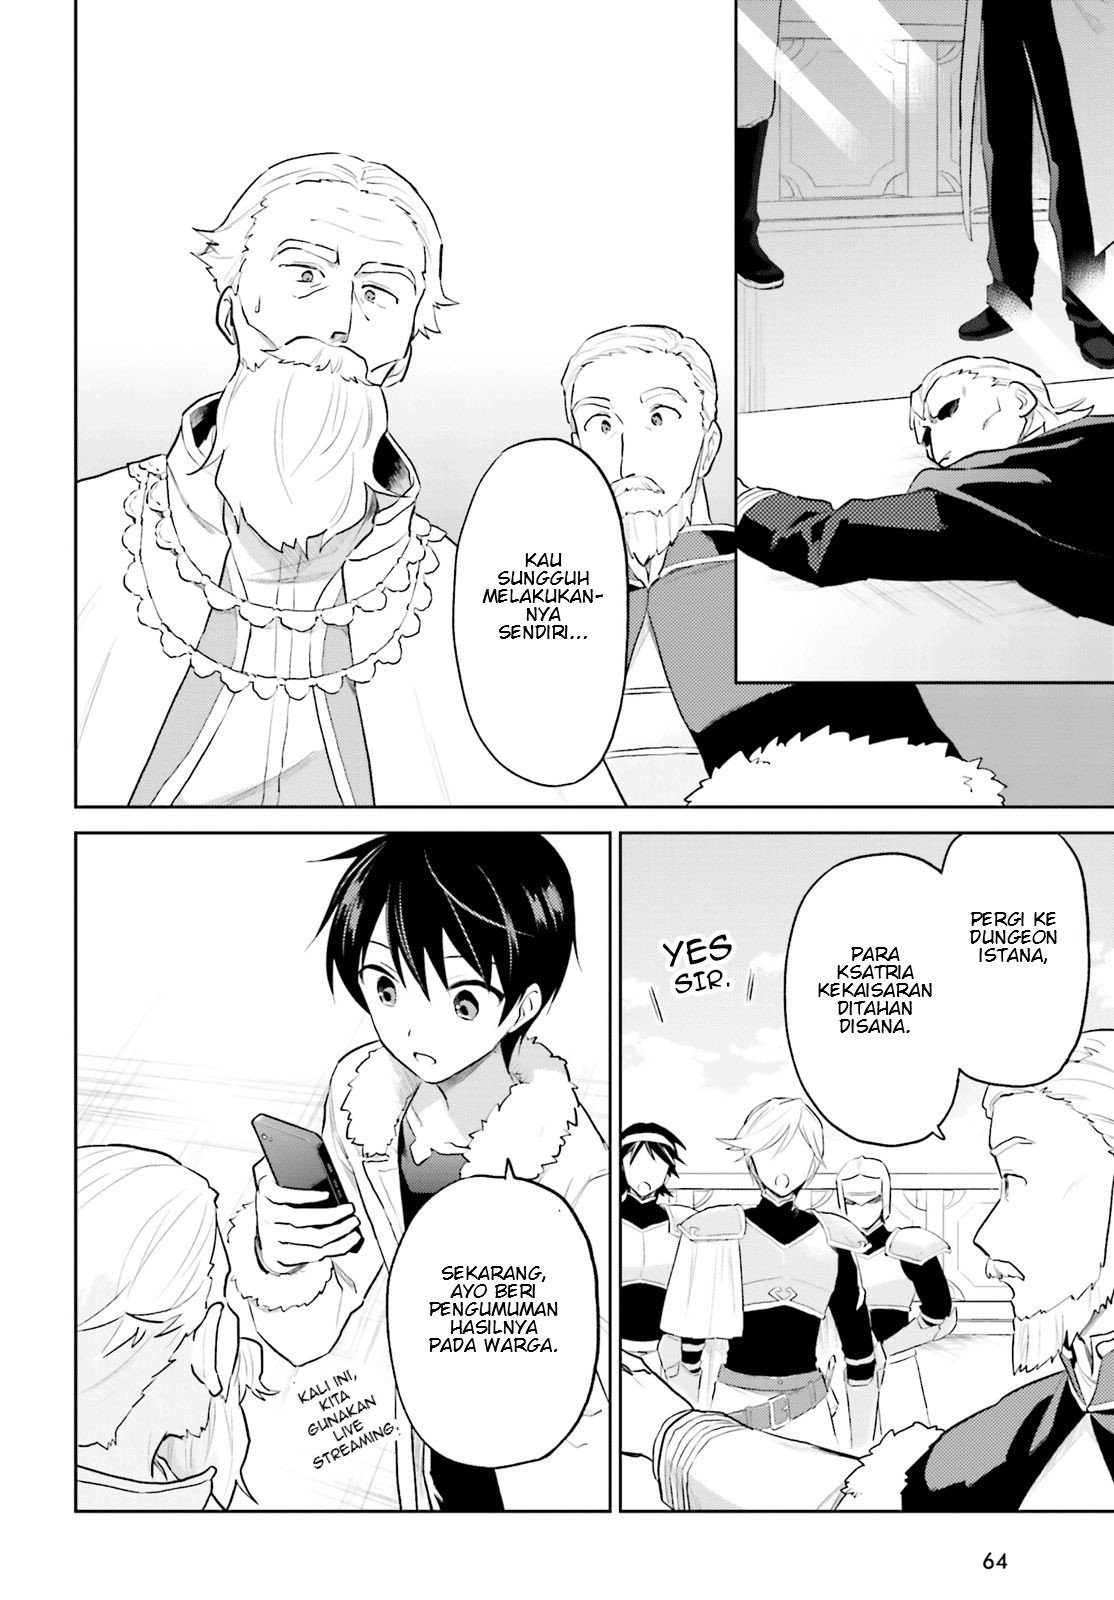 KAU
SUNGGUH
MELAKUKAN-
NYA
SENDIRI...
PERGI KE
DUNGEON
ISTANA,
PARA
KSATRIA
KEKAISARAN
DITAHAN
DISANA.
YES
SIR.
SEKARANG,
AYO BERI
PENGUMUMAN
HASILNYA
PADA WARGA.
KALI INI,
KITA
GUNAKAN
LIVE
STREAMING.
64